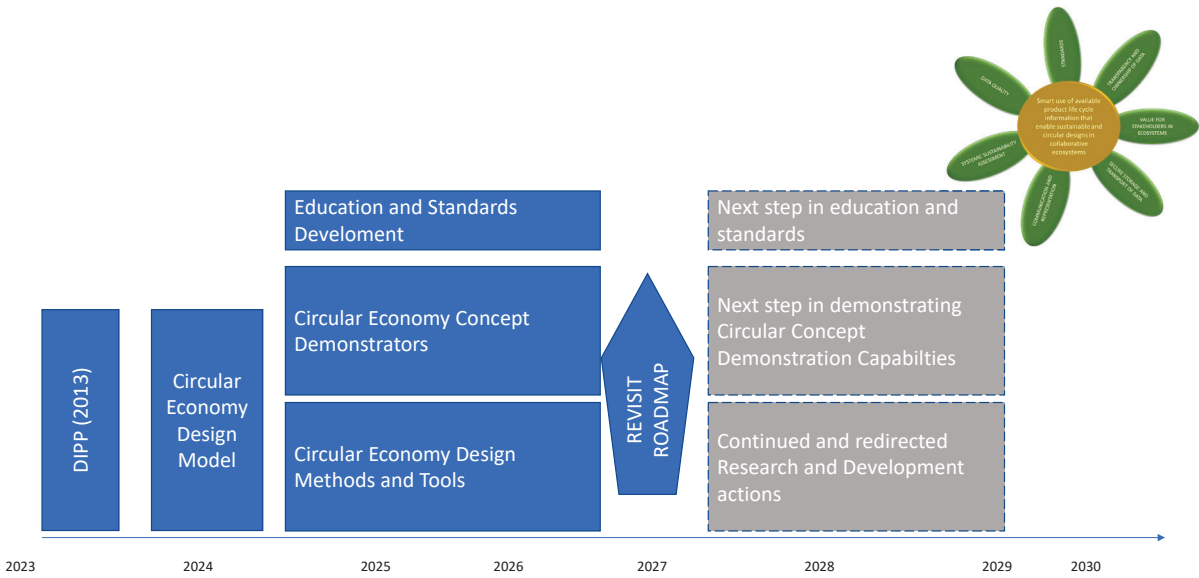 STANDARDS
TRANSPARENCY AND
OWNERSHIP OF DATA
DATA QUALITY
Smart use of available
product life cycle
information that
enable sustainable and
circular designs in
collaborative
ecosystems
VALUE FOR
STAKEHOLDERS IN
ECOSYSTEMS
SYSTEMIC SUSTAINABILITY
ASSESSMENT
COMMUNICATION AND
REPRESENTATION
SECURE STORAGE AND
TRANSPORT OF DATA
Education and Standards
Develoment
Next step in education and
standards
DIPP (2013)
Circular
Economy
Design
Model
Circular Economy Concept
Demonstrators
REVISIT
ROADMAP
Next step in demonstrating
Circular Concept
Demonstration Capabilties
Circular Economy Design
Methods and Tools
Continued and redirected
Research and Development
actions
2023
2024
2025
2026
2027
2028
2029
2030